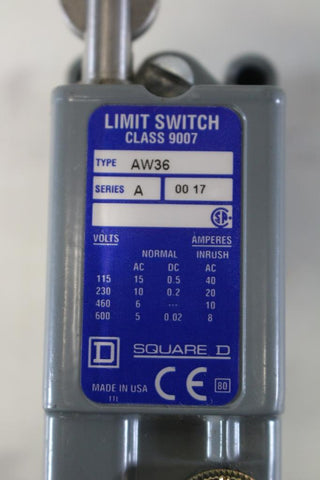 LIMIT SWITCH
CLASS 9007
TYPE AW36
SERIES A 00 17
VOLTS AMPERES
NORMAL INRUSH
AC DC AC
115 15 0.5 40
230 10 0.2 20
460 6 --- 10
600 5 0.02 8
D SQUARE D
MADE IN USA CE 80